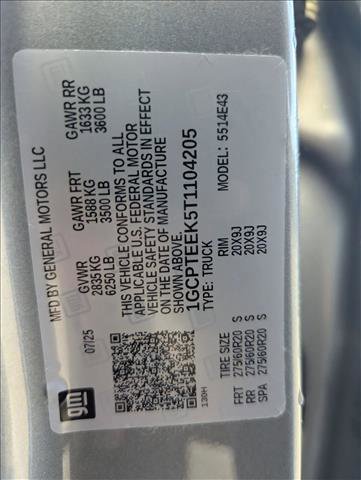 MFD BY GENERAL MOTORS LLC
07/25
GVWR GAWR FRT GAWR RR
2835 KG 1588 KG 1633 KG
6250 LB 3500 LB 3600 LB
THIS VEHICLE CONFORMS TO ALL
APPLICABLE U.S. FEDERAL MOTOR
VEHICLE SAFETY STANDARDS IN EFFECT
ON THE DATE OF MANUFACTURE
SHOWN ABOVE.
1GCPTEEK5T1104205
TYPE: TRUCK MODEL: 5514E43
TIRE SIZE RIM
FRT 275/60R20 S 20X9J
RR 275/60R20 S 20X9J
SPA 275/60R20 S 20X9J
gm
130H